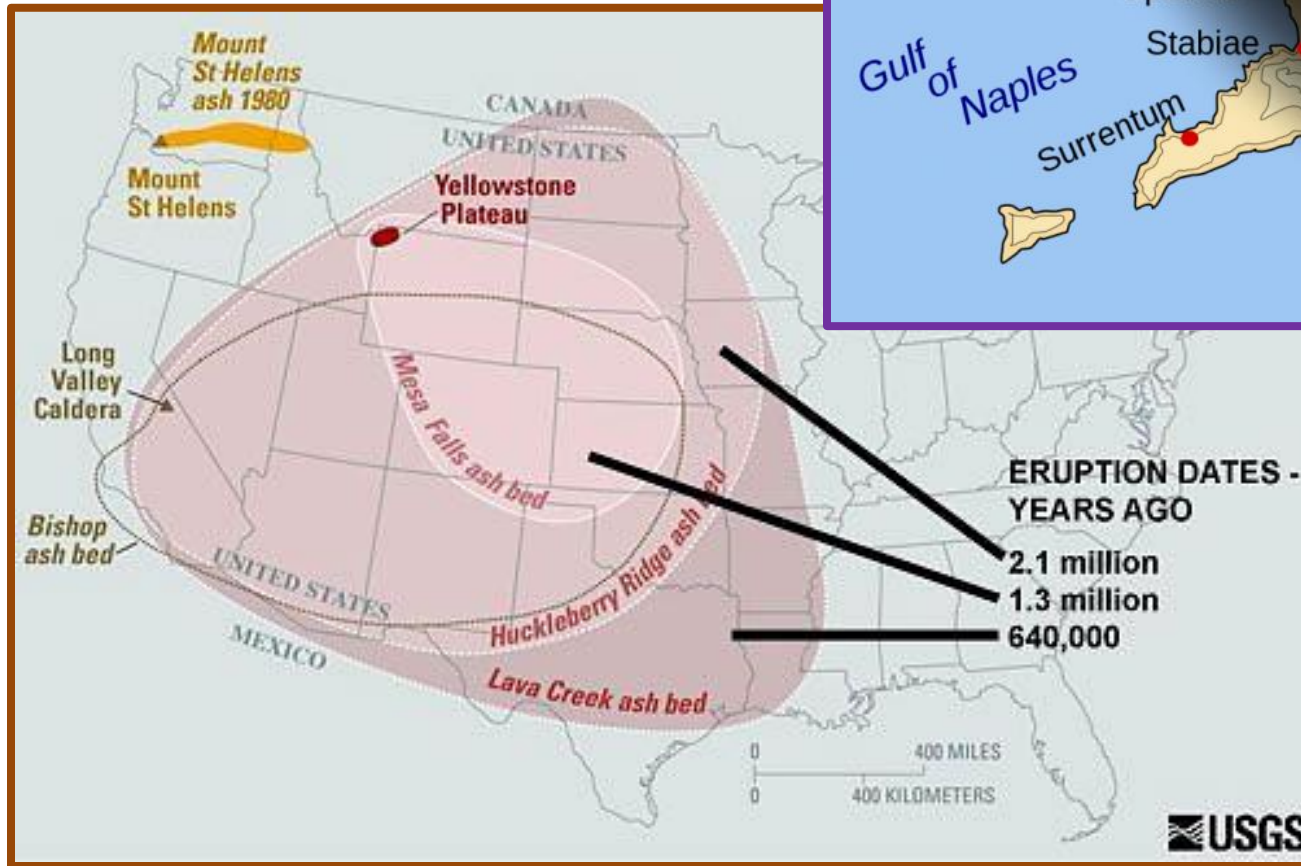 Stabiae
Gulf
of
Naples
Surrentum
Mount
St Helens
ash 1980
CANADA
UNITED STATES
Mount
St Helens
Yellowstone
Plateau
Long
Valley
Caldera
Mesa Falls ash bed
Bishop
ash bed
UNITED STATES
MEXICO
Huckleberry Ridge ash bed
Lava Creek ash bed
ERUPTION DATES -
YEARS AGO
2.1 million
1.3 million
640,000
0 400 MILES
0 400 KILOMETERS
USGS